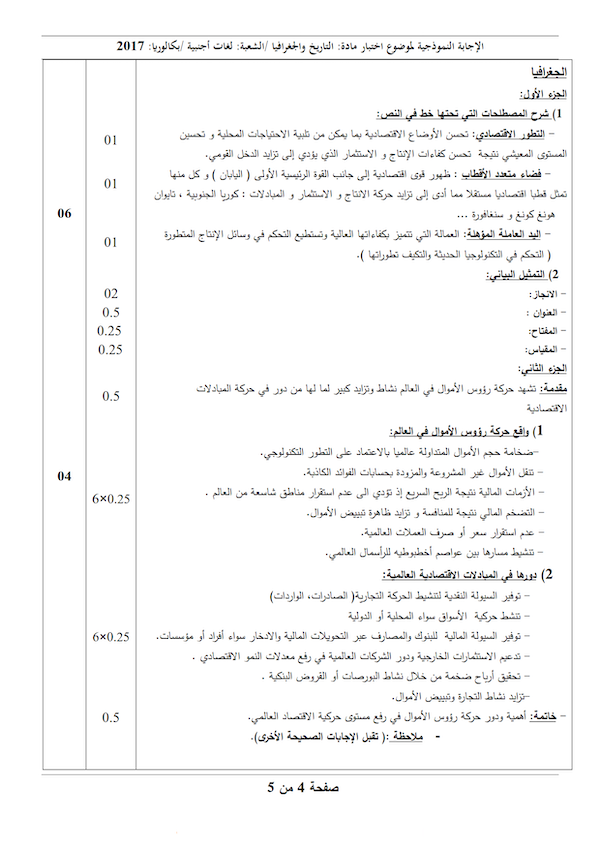 الإجابة النموذجية لموضوع اختبار مادة: التاريخ والجغرافيا /الشعبة: لغات أجنبية /بكالوريا: 2017
الجغرافيا
الجزء الأول:
1) شرح المصطلحات التي تحتها خط في النص:
– التطور الاقتصادي: تحسن الأوضاع الاقتصادية بما يمكن من تلبية الاحتياجات المحلية و تحسين 01
المستوى المعيشي نتيجة تحسن كفاءات الإنتاج و الاستثمار الذي يؤدي إلى تزايد الدخل القومي.
– فضاء متعدد الأقطاب : ظهور قوى اقتصادية إلى جانب القوة الرئيسية الأولى ( اليابان ) و كل منها 01
تمثل قطبا اقتصاديا مستقلا مما أدى إلى تزايد حركة الانتاج و الاستثمار و المبادلات : كوريا الجنوبية ، تايوان
هونغ كونغ و سنغافورة ... 06
– اليد العاملة المؤهلة: العمالة التي تتميز بكفاءاتها العالية وتستطيع التحكم في وسائل الإنتاج المتطورة 01
( التحكم في التكنولوجيا الحديثة والتكيف تطوراتها ).
2) التمثيل البياني:
– الانجاز: 02
– العنوان : 0.5
– المفتاح: 0.25
– المقياس: 0.25
الجزء الثاني:
مقدمة: تشهد حركة رؤوس الأموال في العالم نشاط وتزايد كبير لما لها من دور في حركة المبادلات 0.5
الاقتصادية
1) واقع حركة رؤوس الأموال في العالم:
–ضخامة حجم الأموال المتداولة عالميا بالاعتماد على التطور التكنولوجي.
– تنقل الأموال غير المشروعة والمزودة بحسابات الفوائد الكاذبة. 04
– الأزمات المالية نتيجة الربح السريع إذ تؤدي الى عدم استقرار مناطق شاسعة من العالم . 6×0.25
– التضخم المالي نتيجة للمنافسة و تزايد ظاهرة تبييض الأموال.
– عدم استقرار سعر أو صرف العملات العالمية.
– تنشيط مسارها بين عواصم أخطبوطيه للرأسمال العالمي.
2) دورها في المبادلات الاقتصادية العالمية:
– توفير السيولة النقدية لتنشيط الحركة التجارية( الصادرات، الواردات)
– تنشط حركية الأسواق سواء المحلية أو الدولية
– توفير السيولة المالية للبنوك والمصارف عبر التحويلات المالية والادخار سواء أفراد أو مؤسسات. 6×0.25
– تدعيم الاستثمارات الخارجية ودور الشركات العالمية في رفع معدلات النمو الاقتصادي .
– تحقيق أرباح ضخمة من خلال نشاط البورصات أو القروض البنكية .
–تزايد نشاط التجارة وتبييض الأموال.
– خاتمة: أهمية ودور حركة رؤوس الأموال في رفع مستوى حركية الاقتصاد العالمي. 0.5
- ملاحظة :( تقبل الإجابات الصحيحة الأخرى).
صفحة 4 من 5